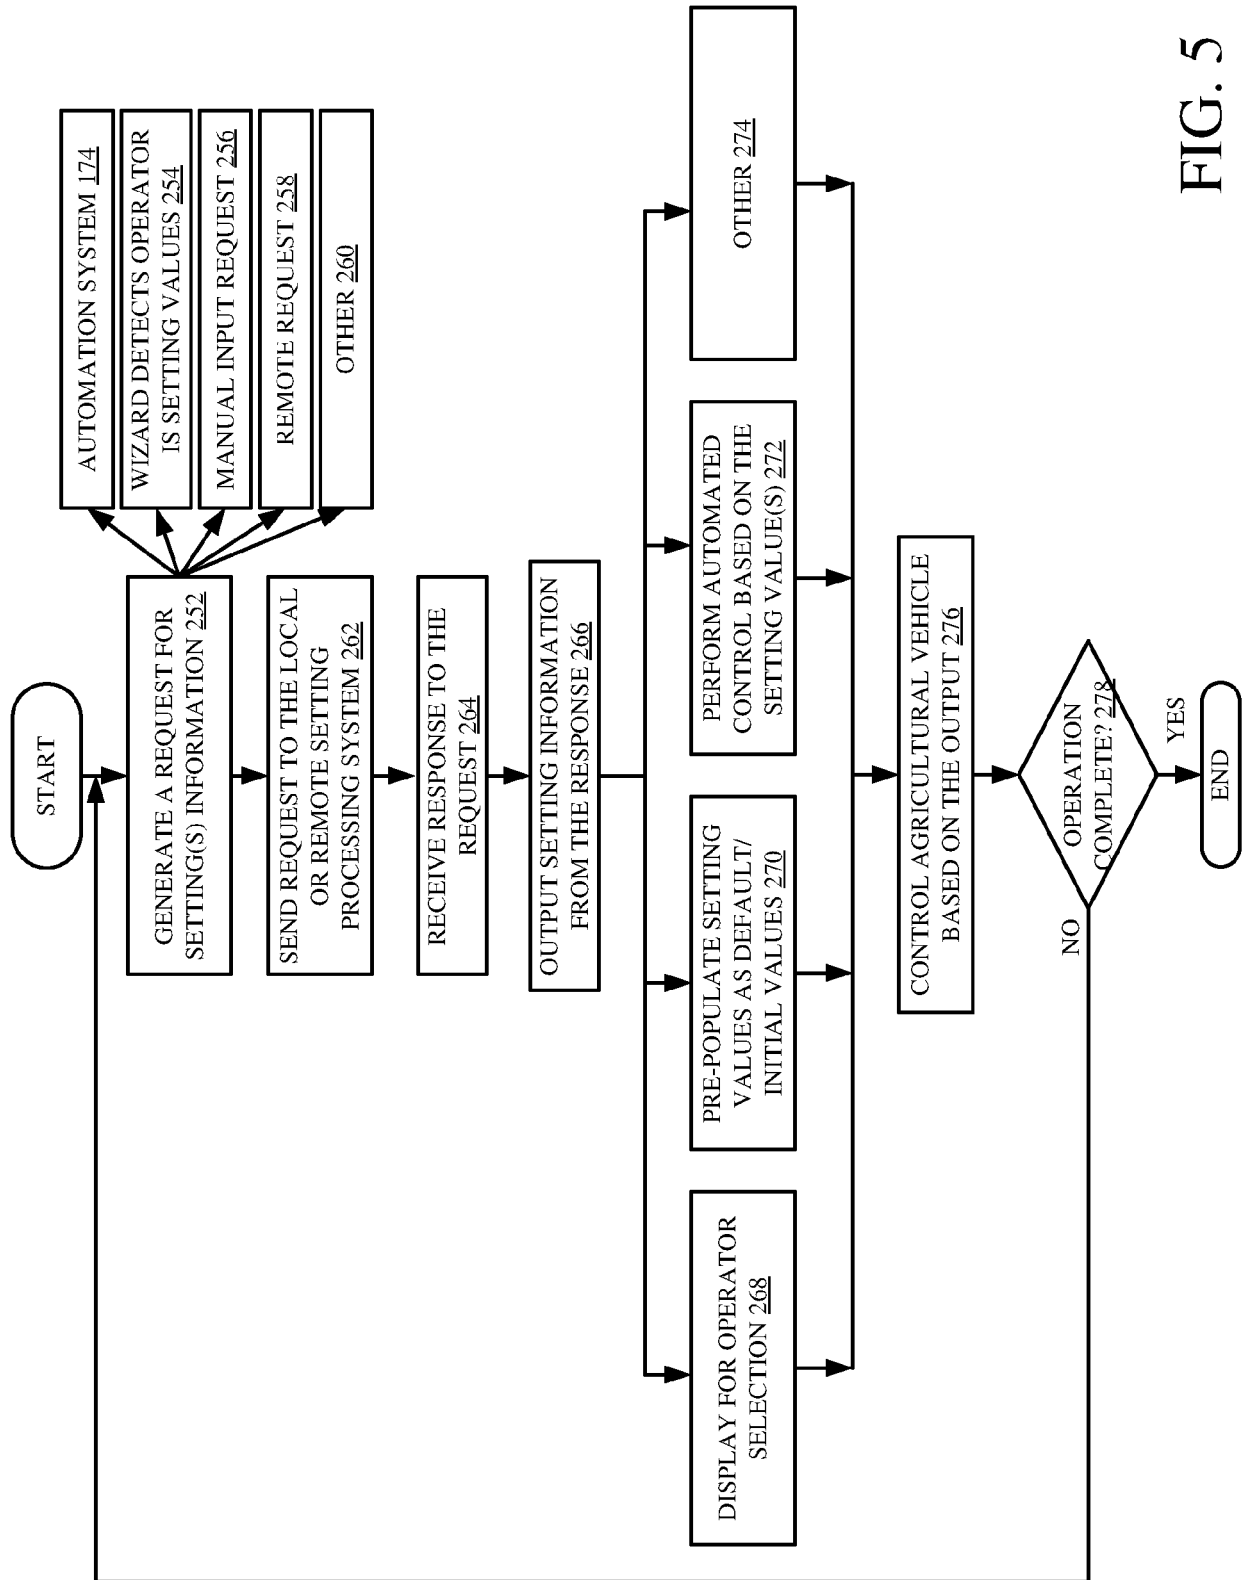 START
GENERATE A REQUEST FOR
SETTING(S) INFORMATION 252
AUTOMATION SYSTEM 174
WIZARD DETECTS OPERATOR
IS SETTING VALUES 254
MANUAL INPUT REQUEST 256
REMOTE REQUEST 258
OTHER 260
SEND REQUEST TO THE LOCAL
OR REMOTE SETTING
PROCESSING SYSTEM 262
RECEIVE RESPONSE TO THE
REQUEST 264
OUTPUT SETTING INFORMATION
FROM THE RESPONSE 266
DISPLAY FOR OPERATOR
SELECTION 268
PRE-POPULATE SETTING
VALUES AS DEFAULT/
INITIAL VALUES 270
PERFORM AUTOMATED
CONTROL BASED ON THE
SETTING VALUE(S) 272
OTHER 274
CONTROL AGRICULTURAL VEHICLE
BASED ON THE OUTPUT 276
OPERATION
COMPLETE? 278
NO
YES
END
FIG. 5